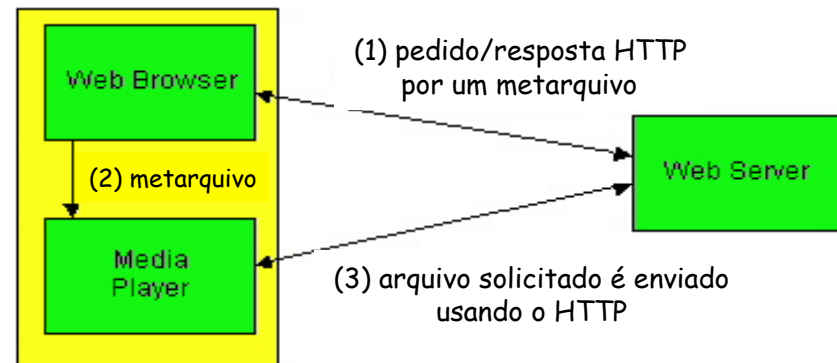 Web Browser
(1) pedido/resposta HTTP
por um metarquivo
(2) metarquivo
Web Server
Media
Player
(3) arquivo solicitado é enviado
usando o HTTP